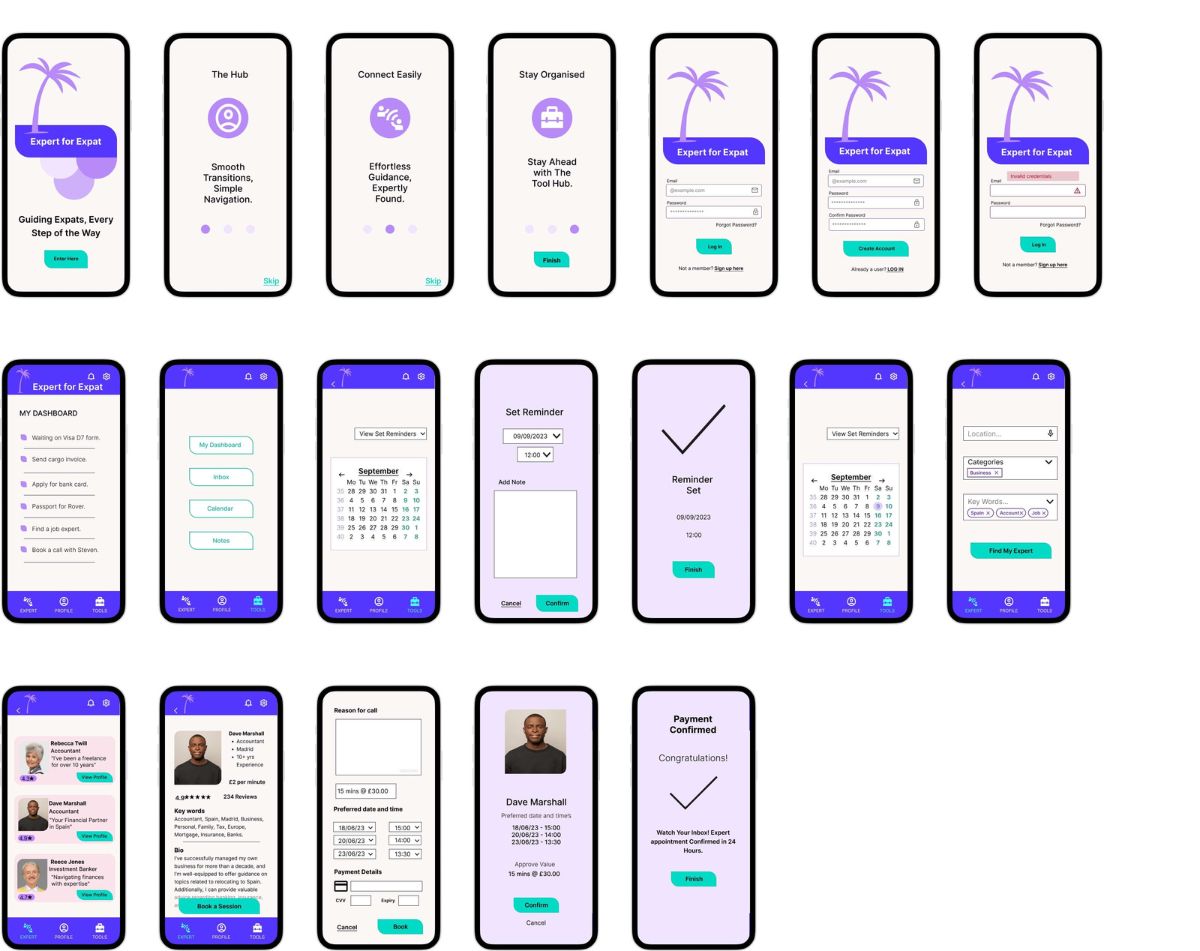 Expert for Expat
Guiding Expats, Every
Step of the Way
Enter Here
The Hub
Smooth
Transitions,
Simple
Navigation.
Skip
Connect Easily
Effortless
Guidance,
Expertly
Found.
Skip
Stay Organised
Stay Ahead
with The
Tool Hub.
Finish
Expert for Expat
Email
@example.com
Password
**************
Forgot Password?
Log in
Not a member? Sign up here
Expert for Expat
Email
@example.com
Password
**************
Confirm Password
**************
Create Account
Already a user? LOG IN
Expert for Expat
Invalid credentials
Email
Password
Forgot Password?
Log in
Not a member? Sign up here
Expert for Expat
MY DASHBOARD
Waiting on Visa D7 form.
Send cargo invoice.
Apply for bank card.
Passport for Rover.
Find a job expert.
Book a call with Steven.
EXPERT PROFILE TOOLS
My Dashboard
Inbox
Calendar
Notes
EXPERT PROFILE TOOLS
View Set Reminders
← September →
Mo Tu We Th Fr Sa Su
35 28 29 30 31 1 2 3
36 4 5 6 7 8 9 10
37 11 12 13 14 15 16 17
38 18 19 20 21 22 23 24
39 25 26 27 28 29 30 1
40 2 3 4 5 6 7 8
EXPERT PROFILE TOOLS
Set Reminder
09/09/2023
12:00
Add Note
Cancel Confirm
Reminder
Set
09/09/2023
12:00
Finish
View Set Reminders
← September →
Mo Tu We Th Fr Sa Su
35 28 29 30 31 1 2 3
36 4 5 6 7 8 9 10
37 11 12 13 14 15 16 17
38 18 19 20 21 22 23 24
39 25 26 27 28 29 30 1
40 2 3 4 5 6 7 8
EXPERT PROFILE TOOLS
Location...
Categories
Business X
Key Words...
Spain X Account X Job X
Find My Expert
EXPERT PROFILE TOOLS
Rebecca Twill
Accountant
"I've been a freelance
for over 10 years"
4.3★ View Profile
Dave Marshall
Accountant
"Your Financial Partner
in Spain"
4.9★ View Profile
Reece Jones
Investment Banker
"Navigating finances
with expertise"
4.7★ View Profile
EXPERT PROFILE TOOLS
Dave Marshall
• Accountant
• Madrid
• 10+ yrs
Experience
£2 per minute
4.9★★★★★ 234 Reviews
Key words
Accountant, Spain, Madrid, Business,
Personal, Family, Tax, Europe,
Mortgage, Insurance, Banks.
Bio
I've successfully managed my own
business for more than a decade, and
I'm well-equipped to offer guidance on
topics related to relocating to Spain.
Additionally, I can provide valuable
Book a Session
EXPERT PROFILE TOOLS
Reason for call
15 mins @ £30.00
Preferred date and time
18/06/23 15:00
20/06/23 14:00
23/06/23 13:30
Payment Details
CVV Expiry
Cancel Book
Dave Marshall
Preferred date and time's
18/06/23 - 15:00
20/06/23 - 14:00
23/06/23 - 13:30
Approve Value
15 mins @ £30.00
Confirm
Cancel
Payment
Confirmed
Congratulations!
Watch Your Inbox! Expert
appointment Confirmed in 24
Hours.
Finish